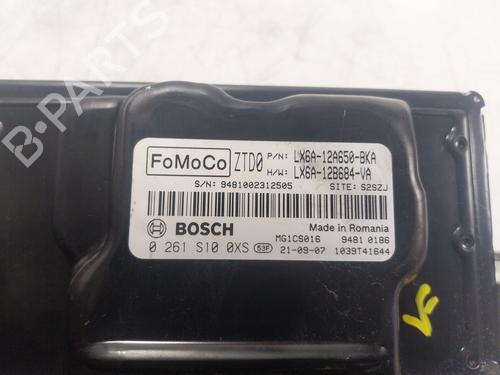 FoMoCo ZTD0 P/N: LX6A-12A650-BKA
H/W: LX6A-12B684-VA
S/N: 9481002312505 SITE: S2SZJ
BOSCH MG1CS016 Made in Romania
9481 0186
0 261 S10 0XS 53F 21-09-07 1039T41644
VF
B-PARTS